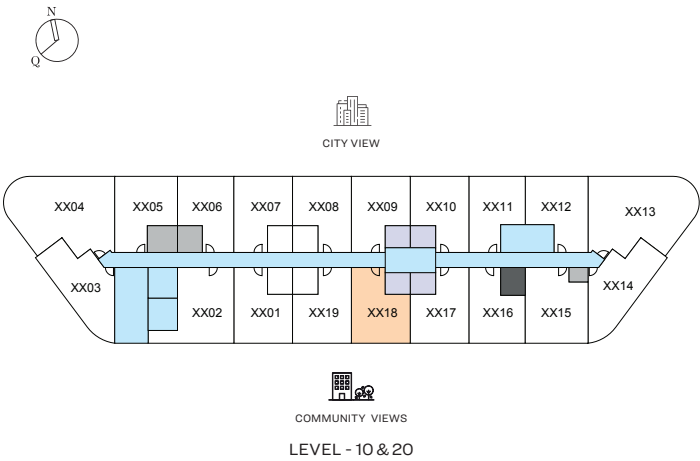 N
Q
CITY VIEW
XX04 XX05 XX06 XX07 XX08 XX09 XX10 XX11 XX12 XX13
XX03 XX14
XX02 XX01 XX19 XX18 XX17 XX16 XX15
COMMUNITY VIEWS
LEVEL - 10 & 20